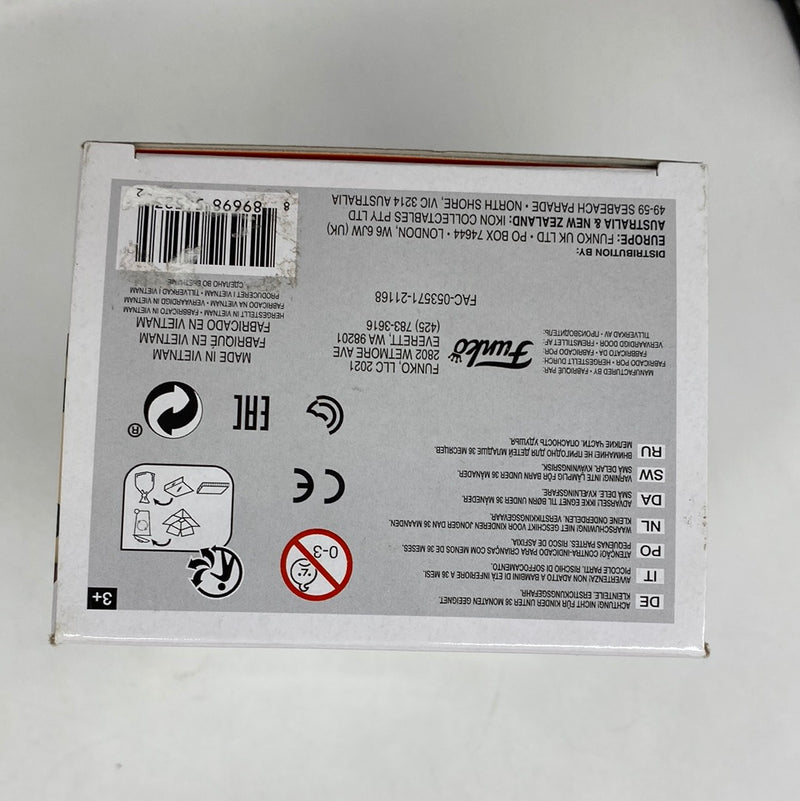 DE
ACHTUNG! NICHT FÜR KINDER UNTER 36 MONATEN GEEIGNET.
KLEINTEILE. ERSTICKUNGSGEFAHR.
IT
AVVERTENZA! NON ADATTO A BAMBINI DI ETÀ INFERIORE A 36 MESI.
PICCOLE PARTI. RISCHIO DI SOFFOCAMENTO.
PO
ATENÇÃO: CONTRA-INDICADO PARA CRIANÇAS COM MENOS DE 36 MESES.
PEQUENAS PARTES. RISCO DE ASFIXIA.
NL
WAARSCHUWING! NIET GESCHIKT VOOR KINDEREN JONGER DAN 36 MAANDEN.
KLEINE ONDERDELEN. VERSTIKKINGSGEVAAR.
DA
ADVARSEL! IKKE EGNET TIL BØRN UNDER 36 MÅNEDER.
SMÅ DELE. KVÆLNINGSFARE.
SW
VARNING! INTE LÄMPLIG FÖR BARN UNDER 36 MÅNADER.
SMÅ DELAR. KVÄVNINGSRISK.
RU
ВНИМАНИЕ! НЕ ПРИГОДНО ДЛЯ ДЕТЕЙ МЛАДШЕ 36 МЕСЯЦЕВ.
МЕЛКИЕ ЧАСТИ. ОПАСНОСТЬ УДУШЬЯ.
0-3
3+
CE
EAC
®
MANUFACTURED BY • FABRIQUÉ PAR:
POR • HERGESTELLT DURCH:
FABBRICATO DA • FABRICADO POR:
VERVAARDIGD DOOR • FREMSTILLET AF:
TILLVERKAD AV • ПРОИЗВОДИТЕЛЬ:
Funko
FUNKO, LLC 2021
2802 WETMORE AVE
EVERETT, WA 98201
(425) 783-3616
FAC-053571-21168
MADE IN VIETNAM
FABRIQUÉ EN VIETNAM
FABRICADO EN VIETNAM
HERGESTELLT IN VIETNAM • FABBRICATO IN VIETNAM
FABRICADO NA VIETNAM • VERVAARDIGD IN VIETNAM
PRODUCERET I VIETNAM • TILLVERKAD I VIETNAM
СДЕЛАНО ВО ВЬЕТНАМЕ
DISTRIBUTION BY:
EUROPE: FUNKO UK LTD • PO BOX 74644 • LONDON, W6 6JW (UK)
AUSTRALIA & NEW ZEALAND: IKON COLLECTABLES PTY LTD
49-59 SEABEACH PARADE • NORTH SHORE, VIC 3214 AUSTRALIA
8 89698 2